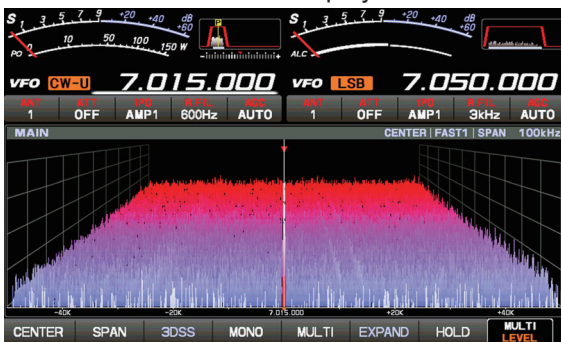 S 1 3 5 7 9 +20 +40 +60 dB
PO 0 10 50 100 150 W
S 1 3 5 7 9 +20 +40 +60 dB
ALC
VFO CW-U 7.015.000
VFO LSB 7.050.000
ANT ATT IPO R.FIL AGC
1 OFF AMP1 600Hz AUTO
ANT ATT IPO R.FIL AGC
1 OFF AMP1 3kHz AUTO
MAIN CENTER | FAST1 | SPAN 100kHz
-40K -20K 7.015.000 +20K +40K
CENTER SPAN 3DSS MONO MULTI EXPAND HOLD MULTI
LEVEL